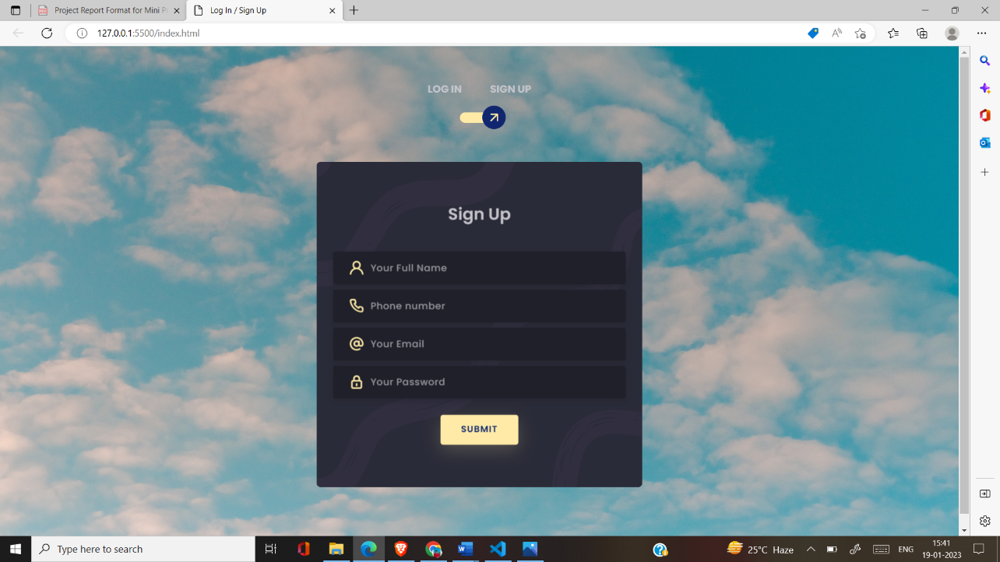 Project Report Format for Mini P
Log In / Sign Up
127.0.0.1:5500/index.html
LOG IN
SIGN UP
Sign Up
Your Full Name
Phone number
Your Email
Your Password
SUBMIT
Type here to search
25°C Haze
ENG
15:41
19-01-2023